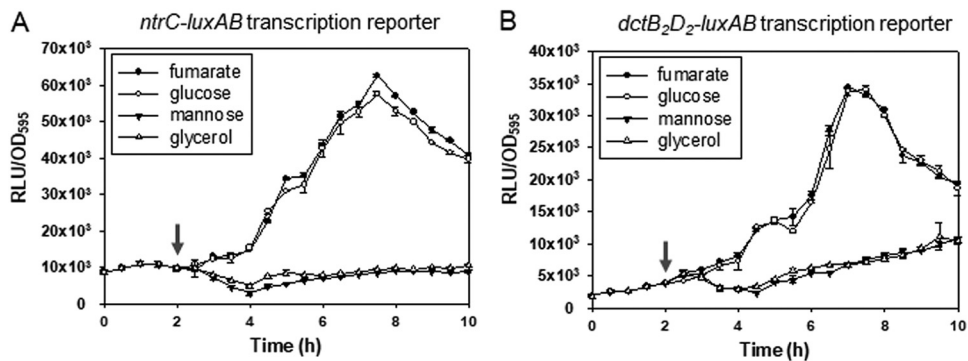 A
ntrC-luxAB transcription reporter
RLU/OD595
70x10³
60x10³
50x10³
40x10³
30x10³
20x10³
10x10³
0
fumarate
glucose
mannose
glycerol
0 2 4 6 8 10
Time (h)
B
dctB₂D₂-luxAB transcription reporter
RLU/OD595
40x10³
35x10³
30x10³
25x10³
20x10³
15x10³
10x10³
5x10³
0
fumarate
glucose
mannose
glycerol
0 2 4 6 8 10
Time (h)